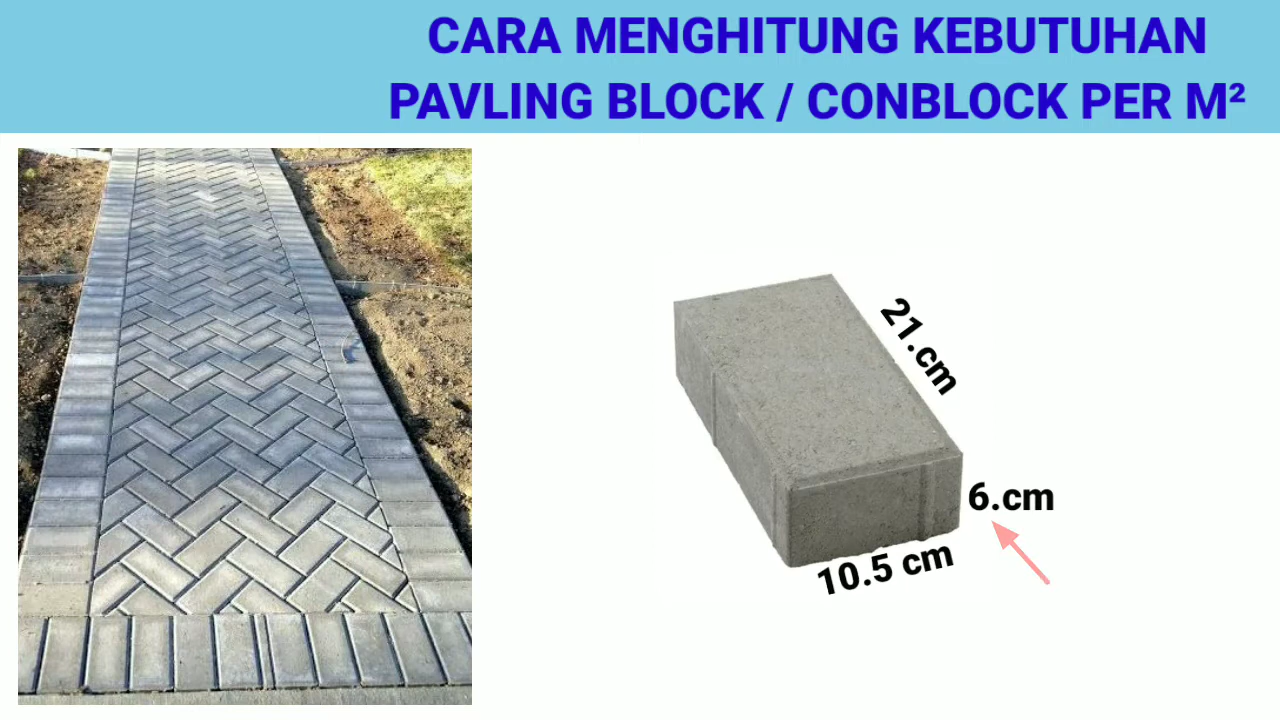 CARA MENGHITUNG KEBUTUHAN
PAVLING BLOCK / CONBLOCK PER M²
21.cm
6.cm
10.5 cm